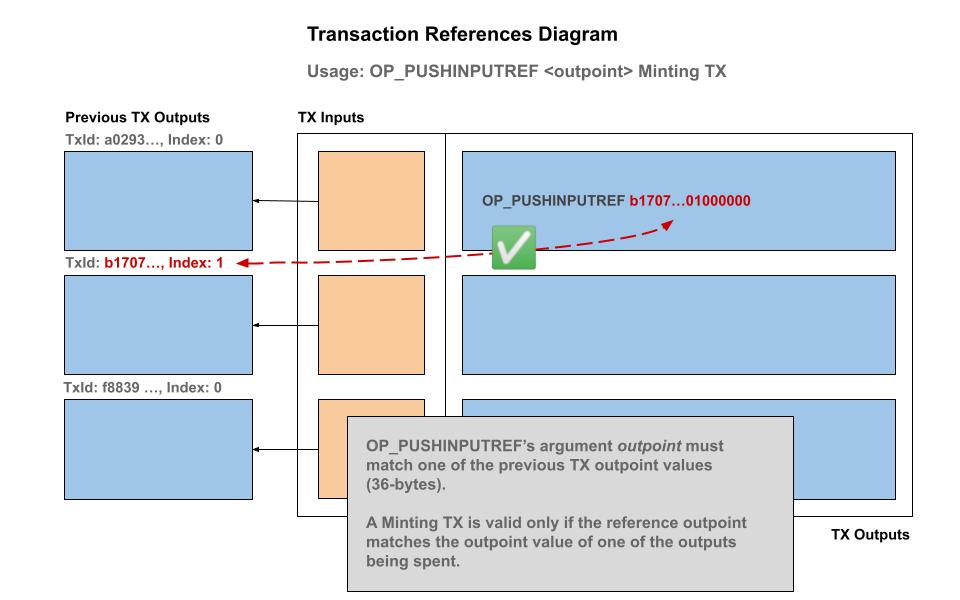 Transaction References Diagram
Usage: OP_PUSHINPUTREF <outpoint> Minting TX
Previous TX Outputs
TX Inputs
TxId: a0293…, Index: 0
OP_PUSHINPUTREF b1707…01000000
TxId: b1707…, Index: 1
TxId: f8839 …, Index: 0
OP_PUSHINPUTREF’s argument outpoint must
match one of the previous TX outpoint values
(36-bytes).
A Minting TX is valid only if the reference outpoint
matches the outpoint value of one of the outputs
being spent.
TX Outputs